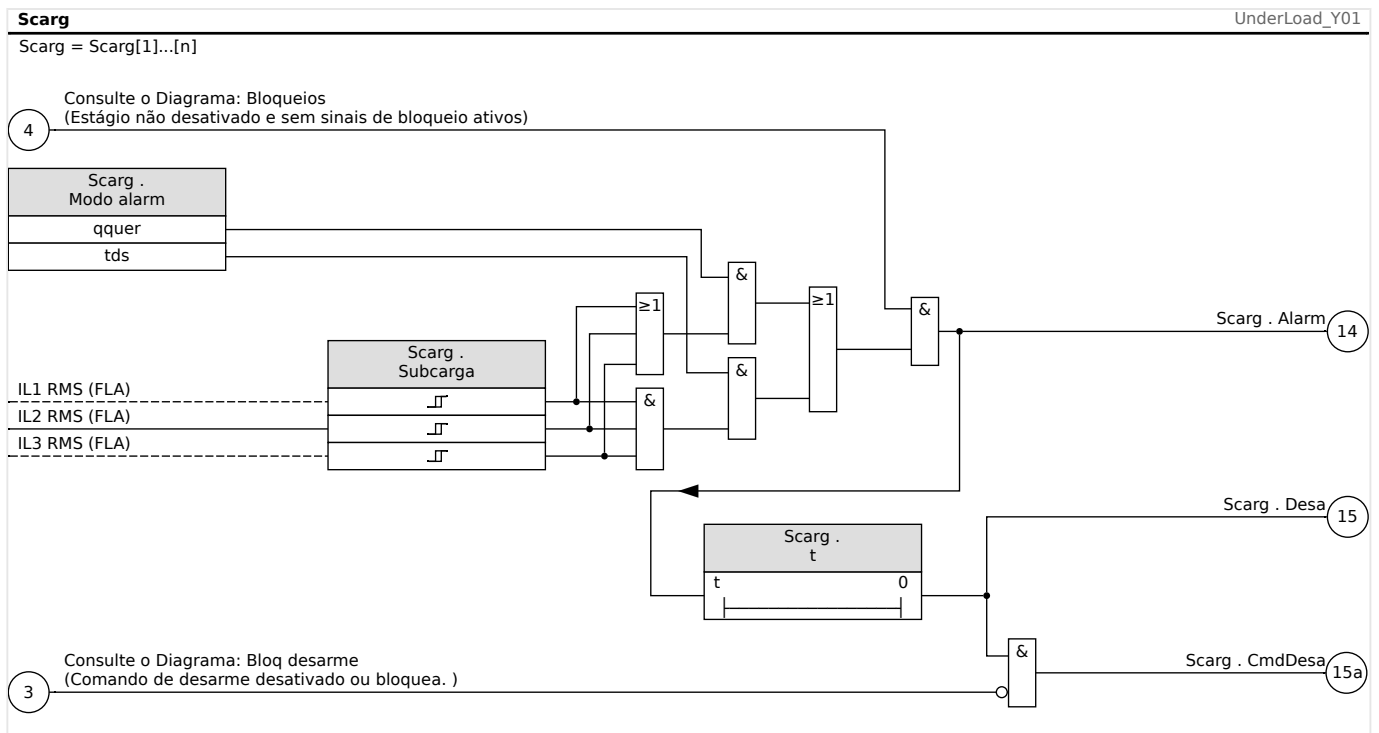 Scarg
UnderLoad_Y01
Scarg = Scarg[1]...[n]
Consulte o Diagrama: Bloqueios
(Estágio não desativado e sem sinais de bloqueio ativos)
4
Scarg .
Modo alarm
qquer
tds
&
≥1
≥1
&
Scarg . Alarm
14
Scarg .
Subcarga
&
IL1 RMS (FLA)
&
IL2 RMS (FLA)
IL3 RMS (FLA)
Scarg . Desa
15
Scarg .
t
t
0
&
Consulte o Diagrama: Bloq desarme
(Comando de desarme desativado ou bloquea. )
3
Scarg . CmdDesa
15a